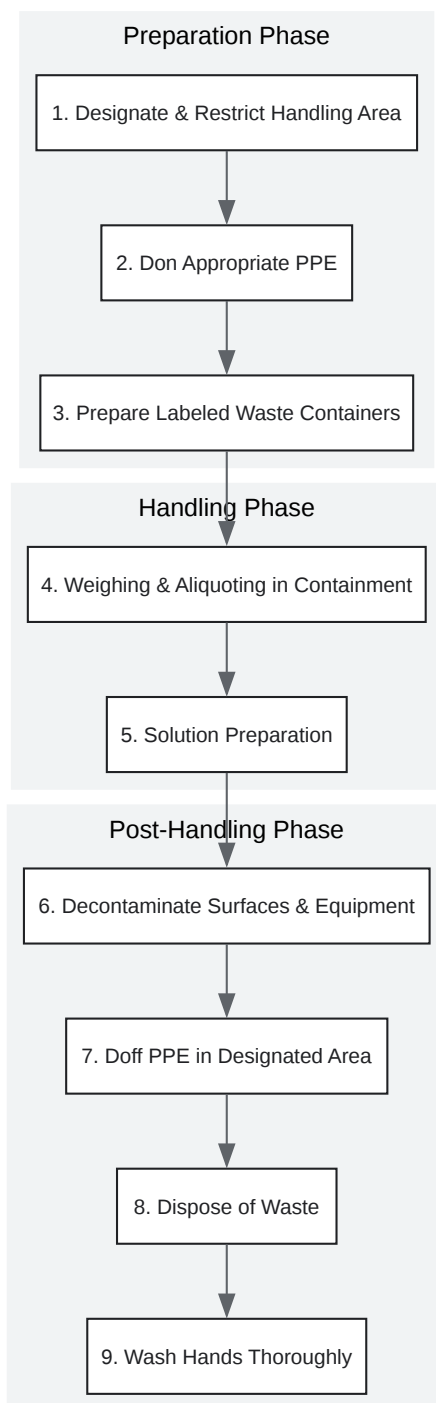 Preparation Phase
1. Designate & Restrict Handling Area
2. Don Appropriate PPE
3. Prepare Labeled Waste Containers
Handling Phase
4. Weighing & Aliquoting in Containment
5. Solution Preparation
Post-Handling Phase
6. Decontaminate Surfaces & Equipment
7. Doff PPE in Designated Area
8. Dispose of Waste
9. Wash Hands Thoroughly